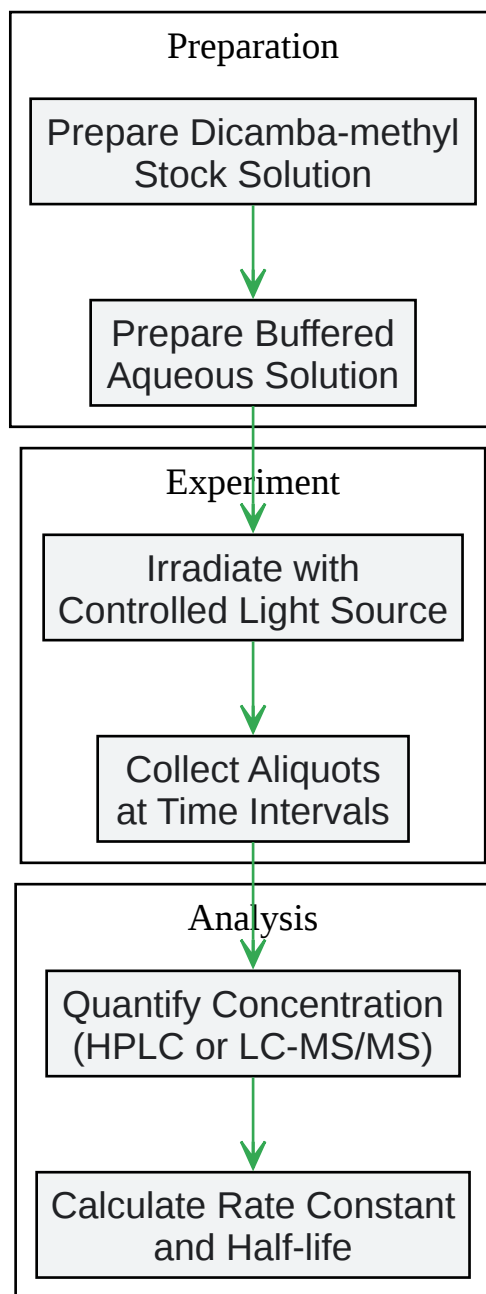 Preparation
Prepare Dicamba-methyl
Stock Solution
Prepare Buffered
Aqueous Solution
Experiment
Irradiate with
Controlled Light Source
Collect Aliquots
at Time Intervals
Analysis
Quantify Concentration
(HPLC or LC-MS/MS)
Calculate Rate Constant
and Half-life